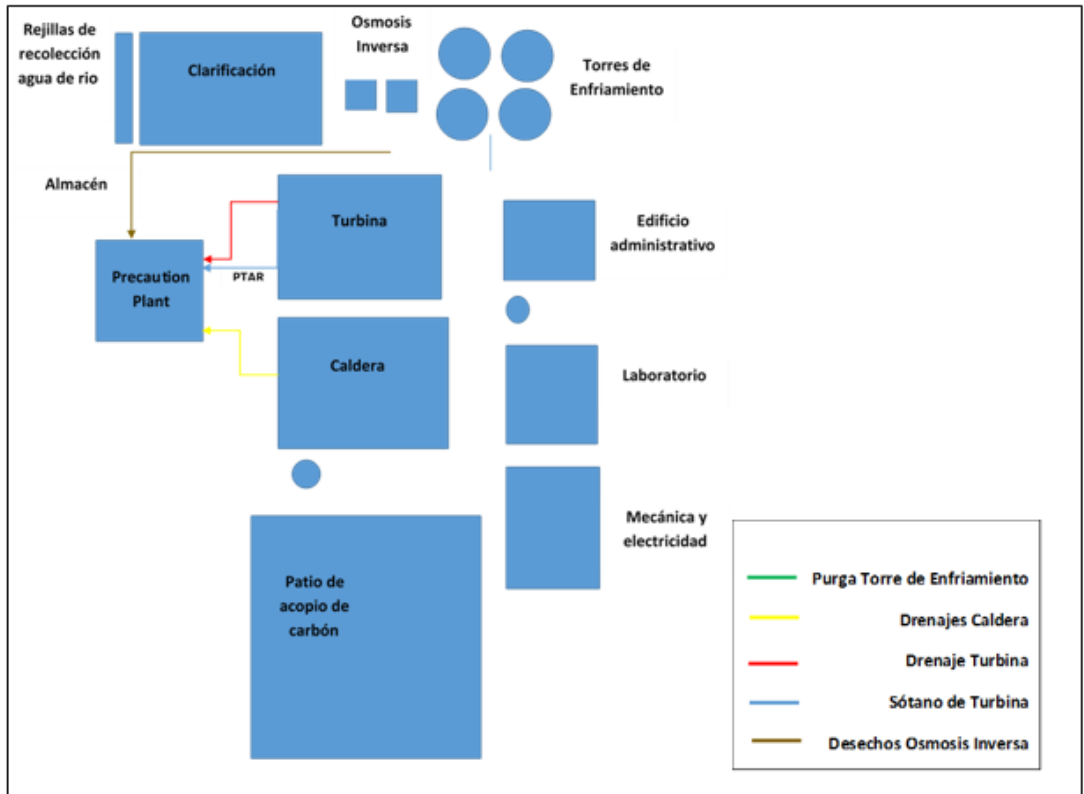 Rejillas de
recolección
agua de rio
Clarificación
Osmosis
Inversa
Torres de
Enfriamiento
Almacén
Turbina
Edificio
administrativo
Precaution
Plant
PTAR
Caldera
Laboratorio
Mecánica y
electricidad
Patio de
acopio de
carbón
Purga Torre de Enfriamiento
Drenajes Caldera
Drenaje Turbina
Sótano de Turbina
Desechos Osmosis Inversa